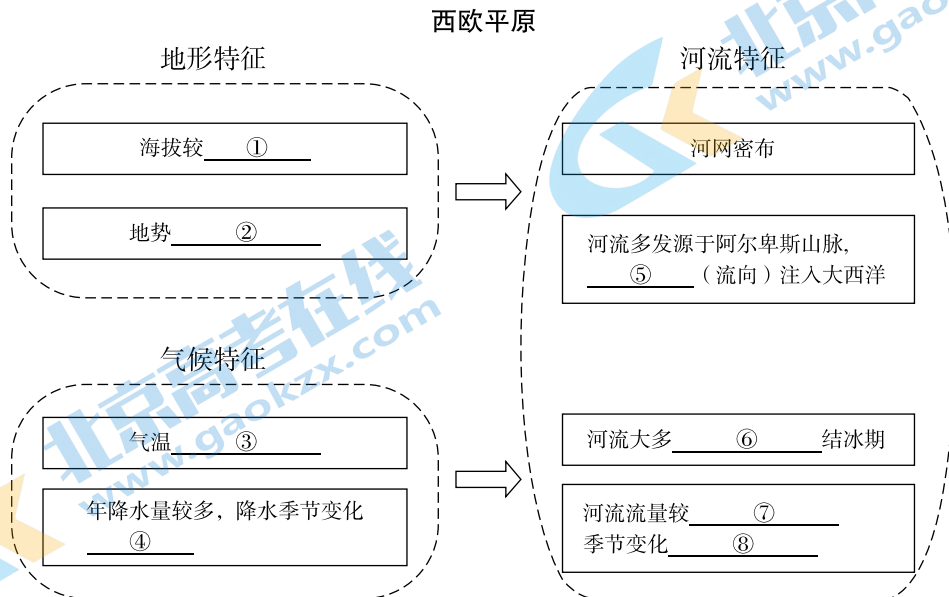 西欧平原
地形特征
海拔较①
地势②
气候特征
气温③
年降水量较多，降水季节变化
④
河流特征
河网密布
河流多发源于阿尔卑斯山脉，
⑤（流向）注入大西洋
河流大多⑥结冰期
河流流量较⑦
季节变化⑧
北京高考在线
www.gaokzx.com
北京
www.gao